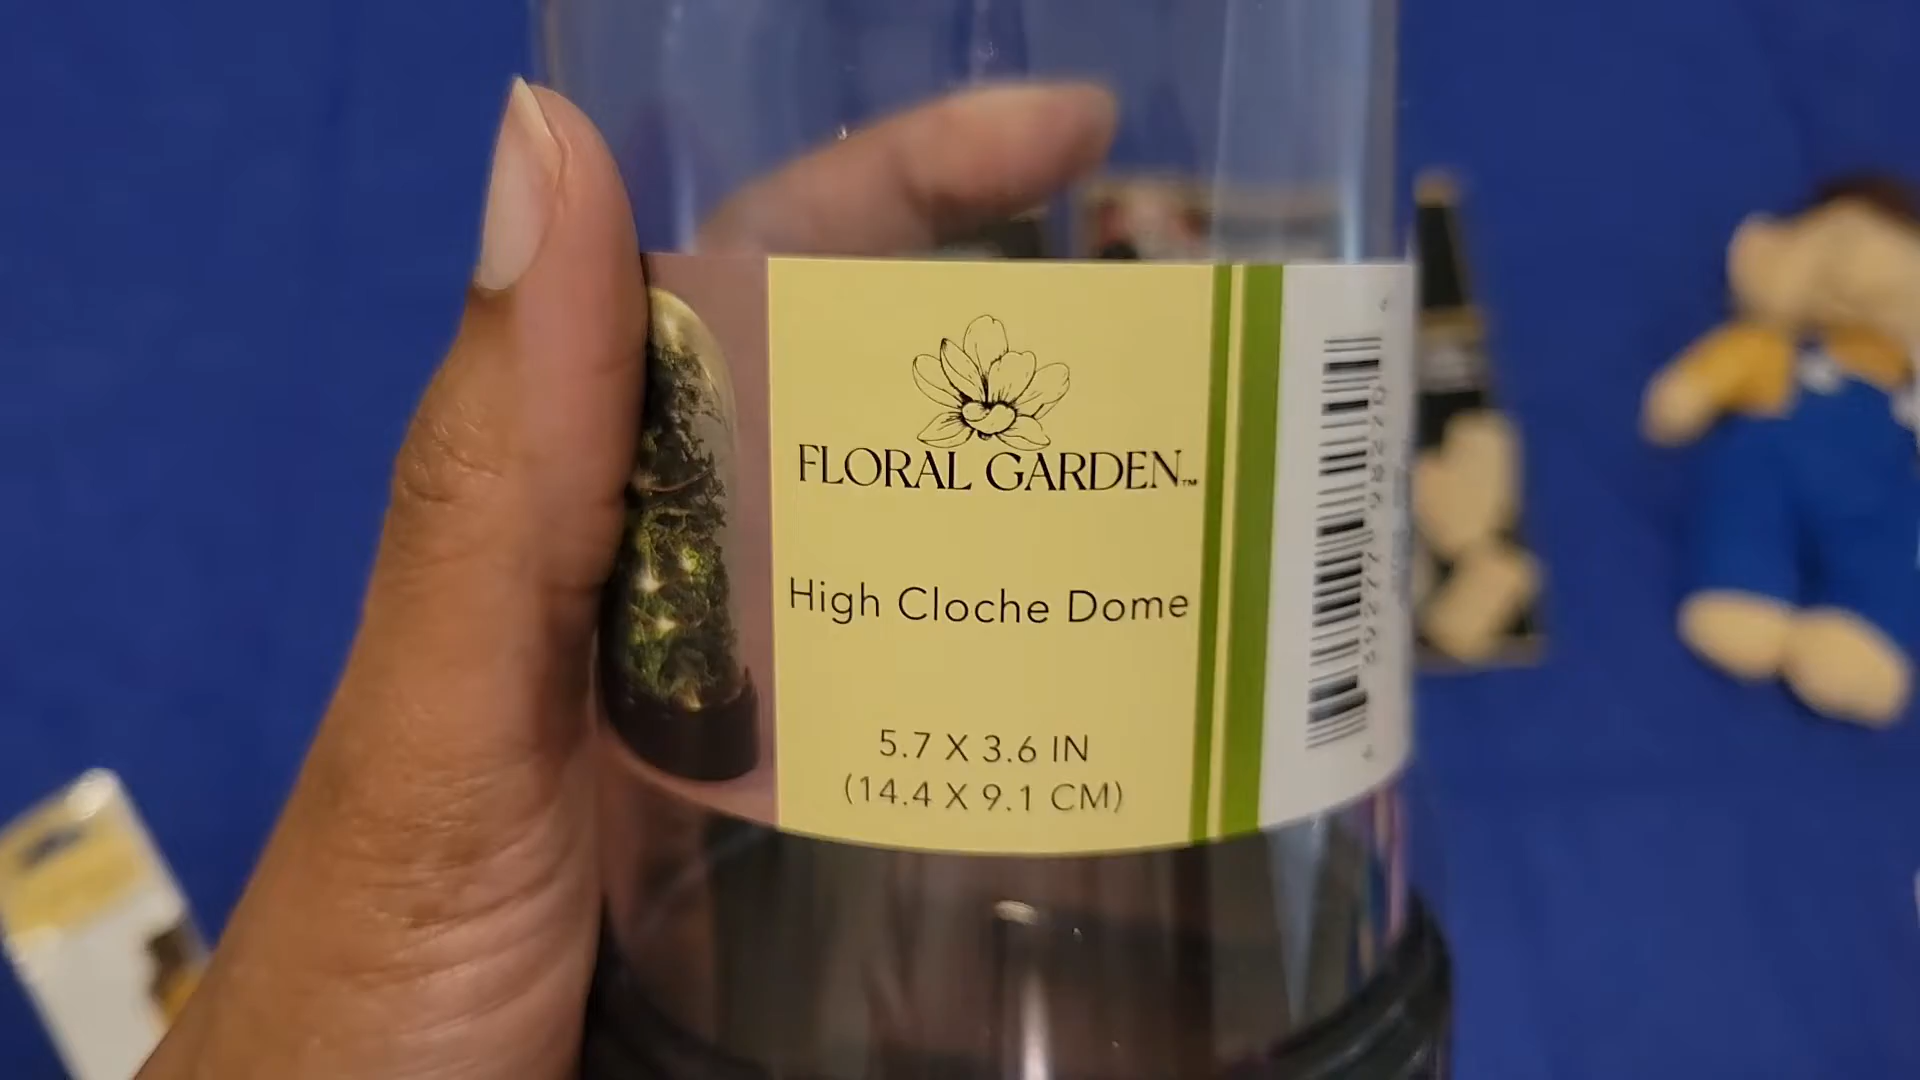 FLORAL GARDEN™
High Cloche Dome
5.7 X 3.6 IN
(14.4 X 9.1 CM)